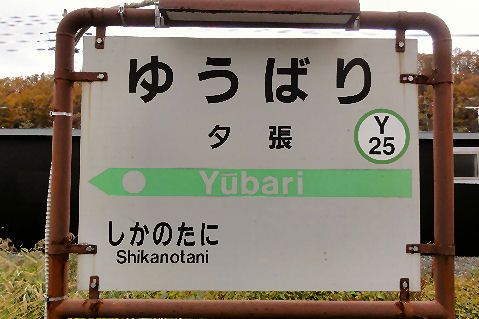 ゆうばり
夕張
Y
25
Yūbari
しかのたに
Shikanotani